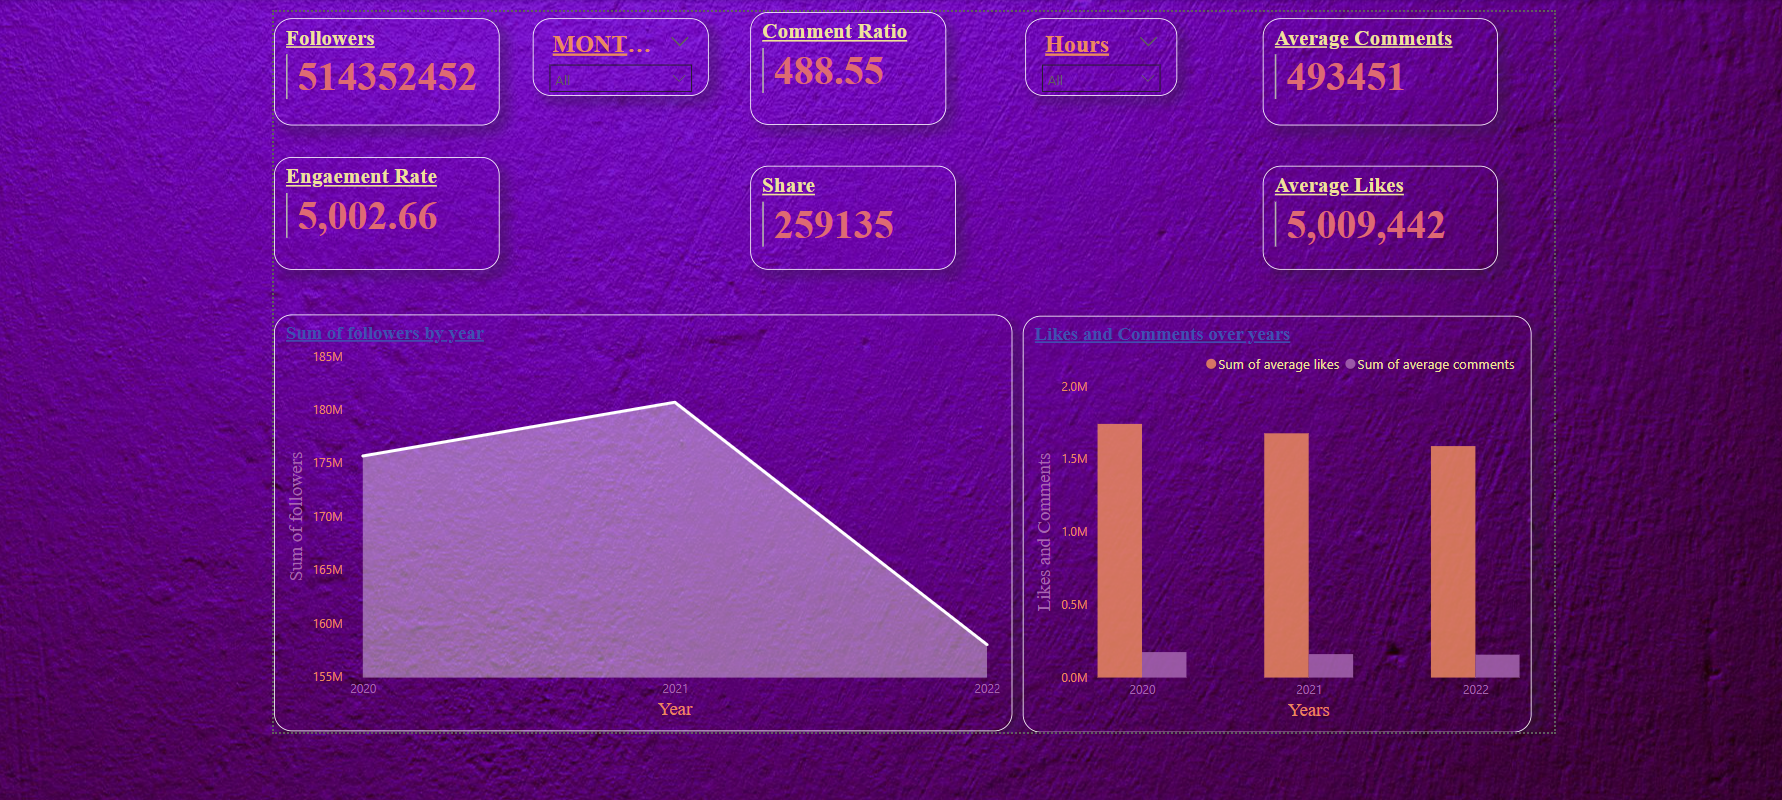 Followers
514352452
MONT...
All
Comment Ratio
488.55
Hours
All
Average Comments
493451
Engaement Rate
5,002.66
Share
259135
Average Likes
5,009,442
Sum of followers by year
185M
180M
175M
170M
165M
160M
155M
Sum of followers
2020
2021
2022
Year
Likes and Comments over years
Sum of average likes
Sum of average comments
2.0M
1.5M
1.0M
0.5M
0.0M
Likes and Comments
2020
2021
2022
Years